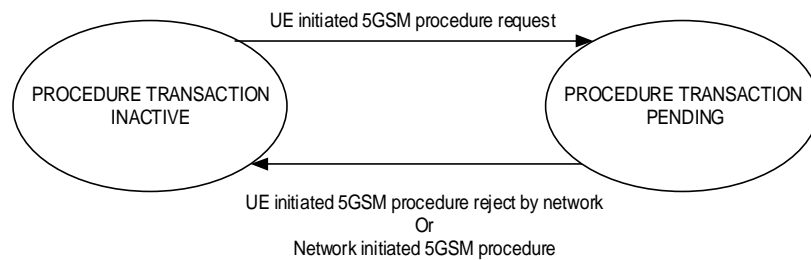 UE initiated 5GSM procedure request
PROCEDURE TRANSACTION
INACTIVE
PROCEDURE TRANSACTION
PENDING
UE initiated 5GSM procedure reject by network
Or
Network initiated 5GSM procedure